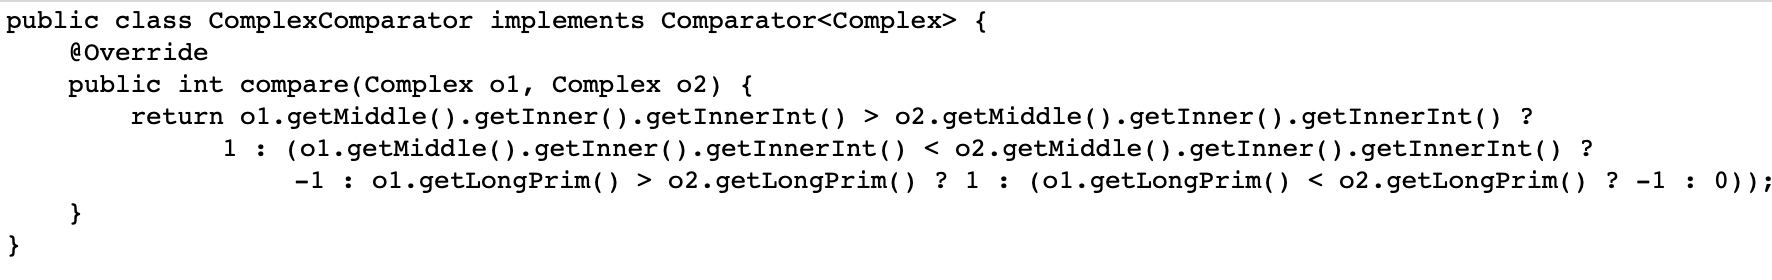 public class ComplexComparator implements Comparator<Complex> {
    @Override
    public int compare(Complex o1, Complex o2) {
        return o1.getMiddle().getInner().getInnerInt() > o2.getMiddle().getInner().getInnerInt() ?
              1 : (o1.getMiddle().getInner().getInnerInt() < o2.getMiddle().getInner().getInnerInt() ?
                  -1 : o1.getLongPrim() > o2.getLongPrim() ? 1 : (o1.getLongPrim() < o2.getLongPrim() ? -1 : 0));
    }
}